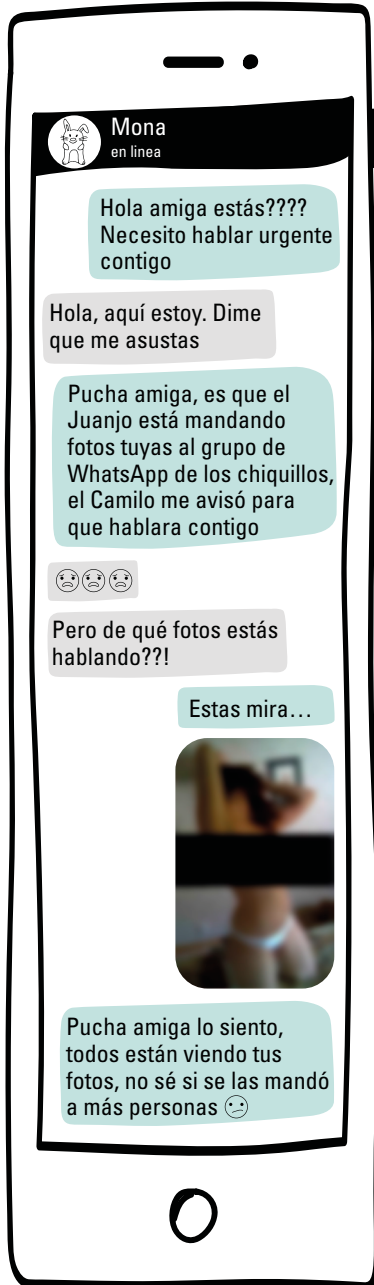 Mona
en linea
Hola amiga estás????
Necesito hablar urgente
contigo
Hola, aquí estoy. Dime
que me asustas
Pucha amiga, es que el
Juanjo está mandando
fotos tuyas al grupo de
WhatsApp de los chiquillos,
el Camilo me avisó para
que hablara contigo
Pero de qué fotos estás
hablando??!
Estas mira…
Pucha amiga lo siento,
todos están viendo tus
fotos, no sé si se las mandó
a más personas